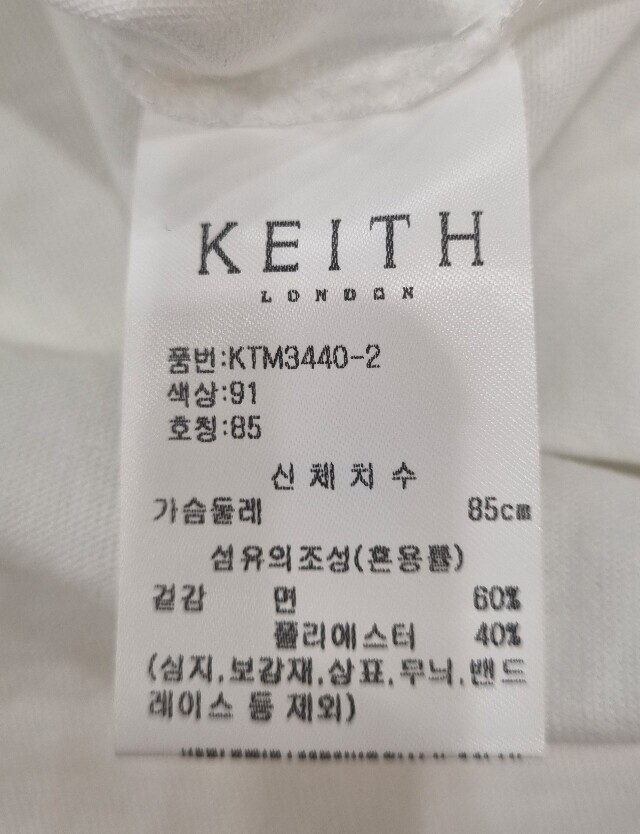 KEITH
LONDON
품번:KTM3440-2
색상:91
호칭:85
신체치수
가슴둘레 85cm
섬유의조성(혼용률)
겉감 면 60%
폴리에스터 40%
(심지,보강재,상표,무늬,밴드
레이스 등 제외)